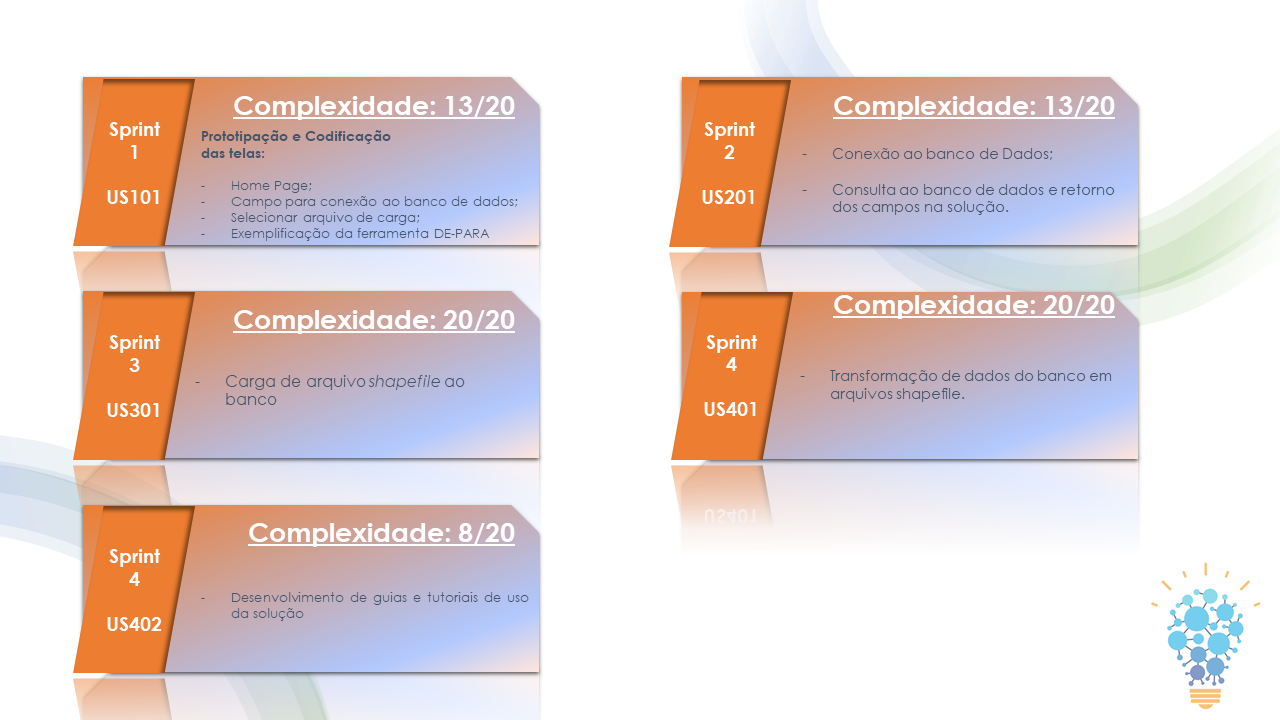 Sprint
1
US101
Complexidade: 13/20
Prototipação e Codificação
das telas:
- Home Page;
- Campo para conexão ao banco de dados;
- Selecionar arquivo de carga;
- Exemplificação da ferramenta DE-PARA
Sprint
2
US201
Complexidade: 13/20
- Conexão ao banco de Dados;
- Consulta ao banco de dados e retorno
dos campos na solução.
Sprint
3
US301
Complexidade: 20/20
- Carga de arquivo shapefile ao
banco
Sprint
4
US401
Complexidade: 20/20
- Transformação de dados do banco em
arquivos shapefile.
Sprint
4
US402
Complexidade: 8/20
- Desenvolvimento de guias e tutoriais de uso
da solução